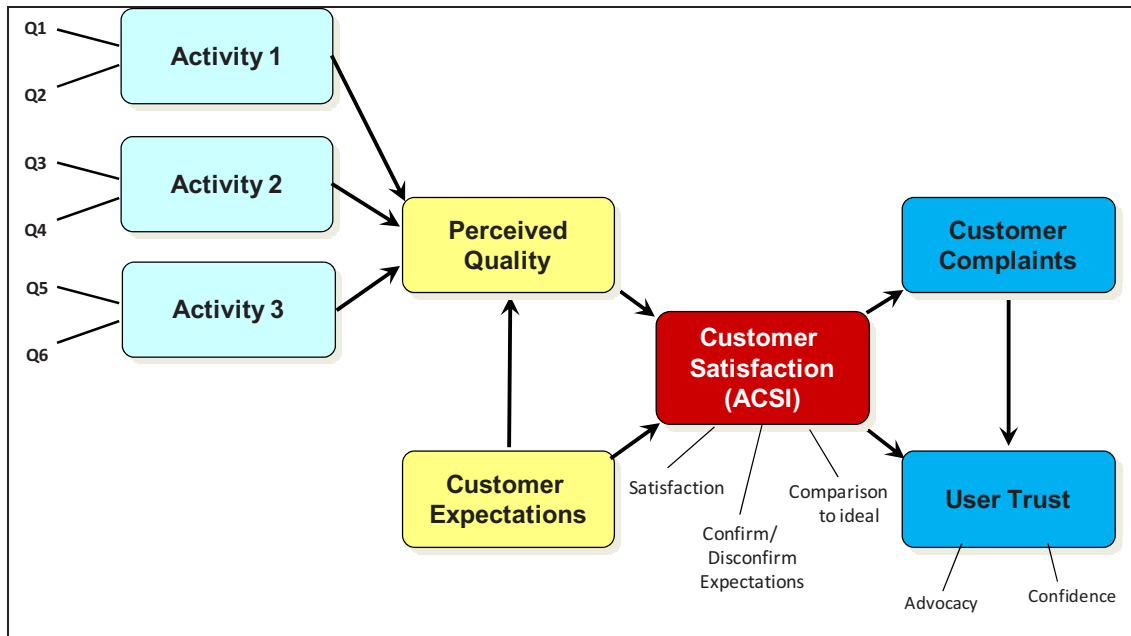 Q1
Q2
Activity 1
Q3
Q4
Activity 2
Q5
Q6
Activity 3
Perceived
Quality
Customer
Expectations
Customer
Satisfaction
(ACSI)
Satisfaction
Confirm/
Disconfirm
Expectations
Comparison
to ideal
Customer
Complaints
User Trust
Advocacy
Confidence